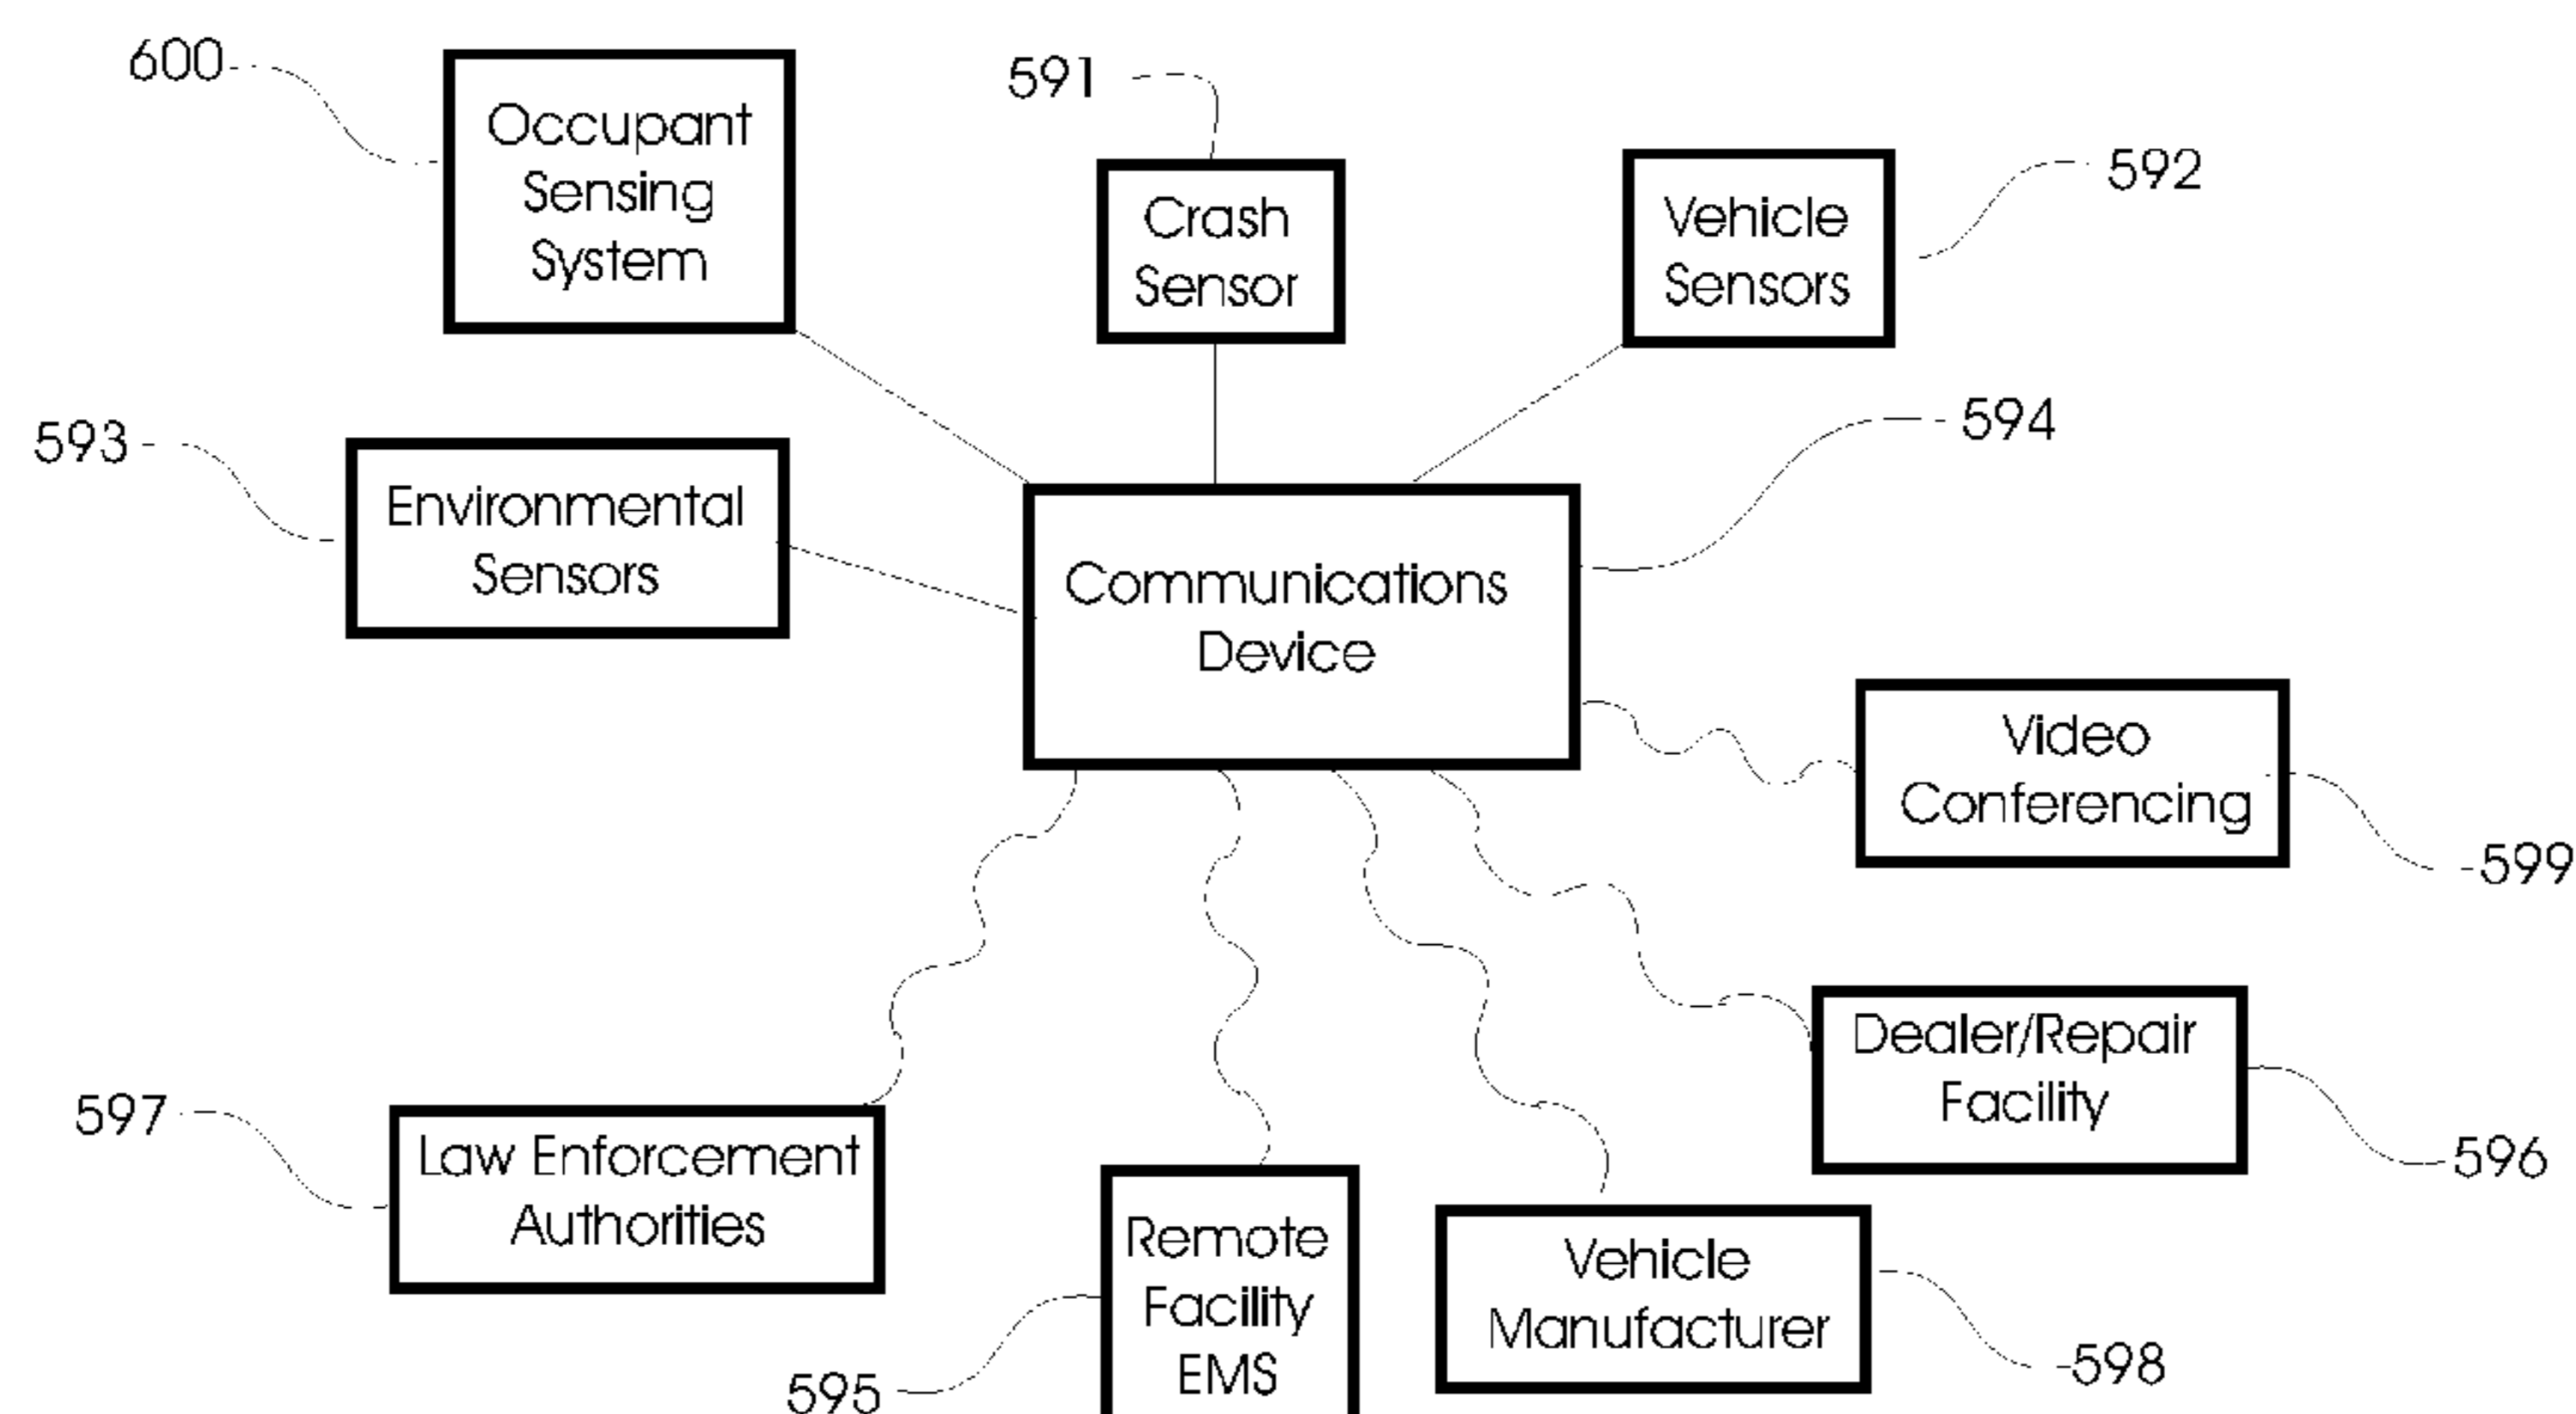 600
Occupant
Sensing
System
591
Crash
Sensor
Vehicle
Sensors
592
593
Environmental
Sensors
594
Communications
Device
Video
Conferencing
599
Dealer/Repair
Facility
596
597
Law Enforcement
Authorities
Remote
Facility
EMS
595
Vehicle
Manufacturer
598